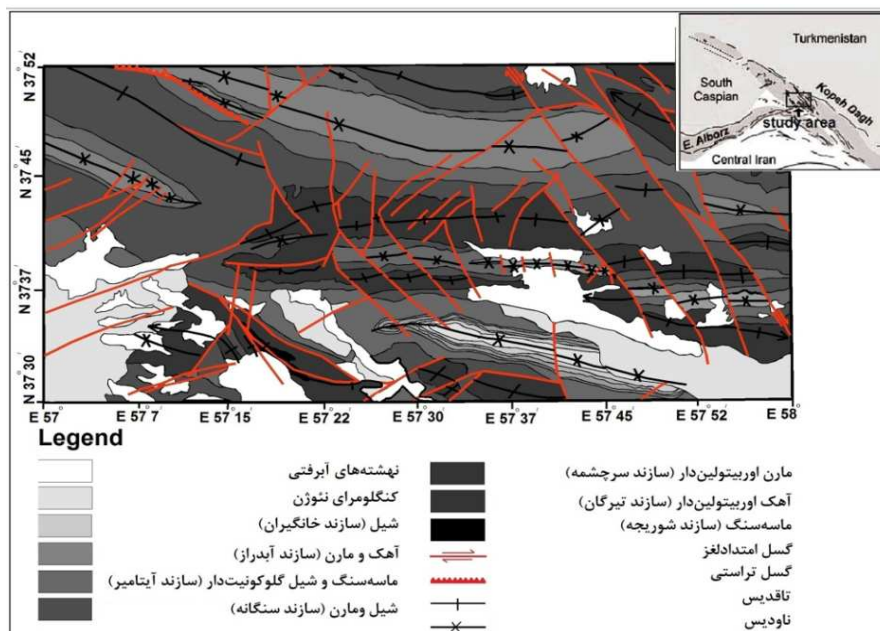 Turkmenistan
South
Caspian
Kopeh Dagh
study area
E. Alborz
Central Iran
N 37 52
N 37 45
N 37 37
N 37 30
E 57° E 57° 7′ E 57° 15′ E 57° 22′ E 57° 30′ E 57° 37′ E 57° 45′ E 57° 52′ E 58°
Legend
نهشته‌های آبرفتی
کنگلومرای نئوژن
شیل (سازند خانگیران)
آهک و مارن (سازند آبدراز)
ماسه‌سنگ و شیل گلوکونیت‌دار (سازند آیتامیر)
شیل ومارن (سازند سنگانه)
مارن اوربیتولین‌دار (سازند سرچشمه)
آهک اوربیتولین‌دار (سازند تیرگان)
ماسه‌سنگ (سازند شوریجه)
گسل امتدادلغز
گسل تراستی
تاقدیس
ناودیس